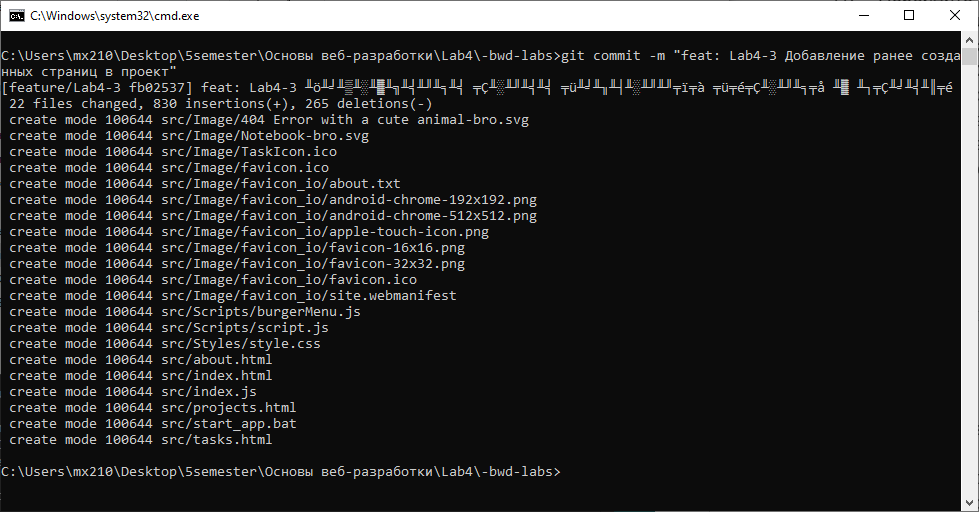 C:\Windows\system32\cmd.exe
C:\Users\mx210\Desktop\5semester\Основы веб-разработки\Lab4\-bwd-labs>git commit -m "feat: Lab4-3 Добавление ранее созда
нных страниц в проект"
[feature/Lab4-3 fb02537] feat: Lab4-3
22 files changed, 830 insertions(+), 265 deletions(-)
create mode 100644 src/Image/404 Error with a cute animal-bro.svg
create mode 100644 src/Image/Notebook-bro.svg
create mode 100644 src/Image/TaskIcon.ico
create mode 100644 src/Image/favicon.ico
create mode 100644 src/Image/favicon_io/about.txt
create mode 100644 src/Image/favicon_io/android-chrome-192x192.png
create mode 100644 src/Image/favicon_io/android-chrome-512x512.png
create mode 100644 src/Image/favicon_io/apple-touch-icon.png
create mode 100644 src/Image/favicon_io/favicon-16x16.png
create mode 100644 src/Image/favicon_io/favicon-32x32.png
create mode 100644 src/Image/favicon_io/favicon.ico
create mode 100644 src/Image/favicon_io/site.webmanifest
create mode 100644 src/Scripts/burgerMenu.js
create mode 100644 src/Scripts/script.js
create mode 100644 src/Styles/style.css
create mode 100644 src/about.html
create mode 100644 src/index.html
create mode 100644 src/index.js
create mode 100644 src/projects.html
create mode 100644 src/start_app.bat
create mode 100644 src/tasks.html
C:\Users\mx210\Desktop\5semester\Основы веб-разработки\Lab4\-bwd-labs>